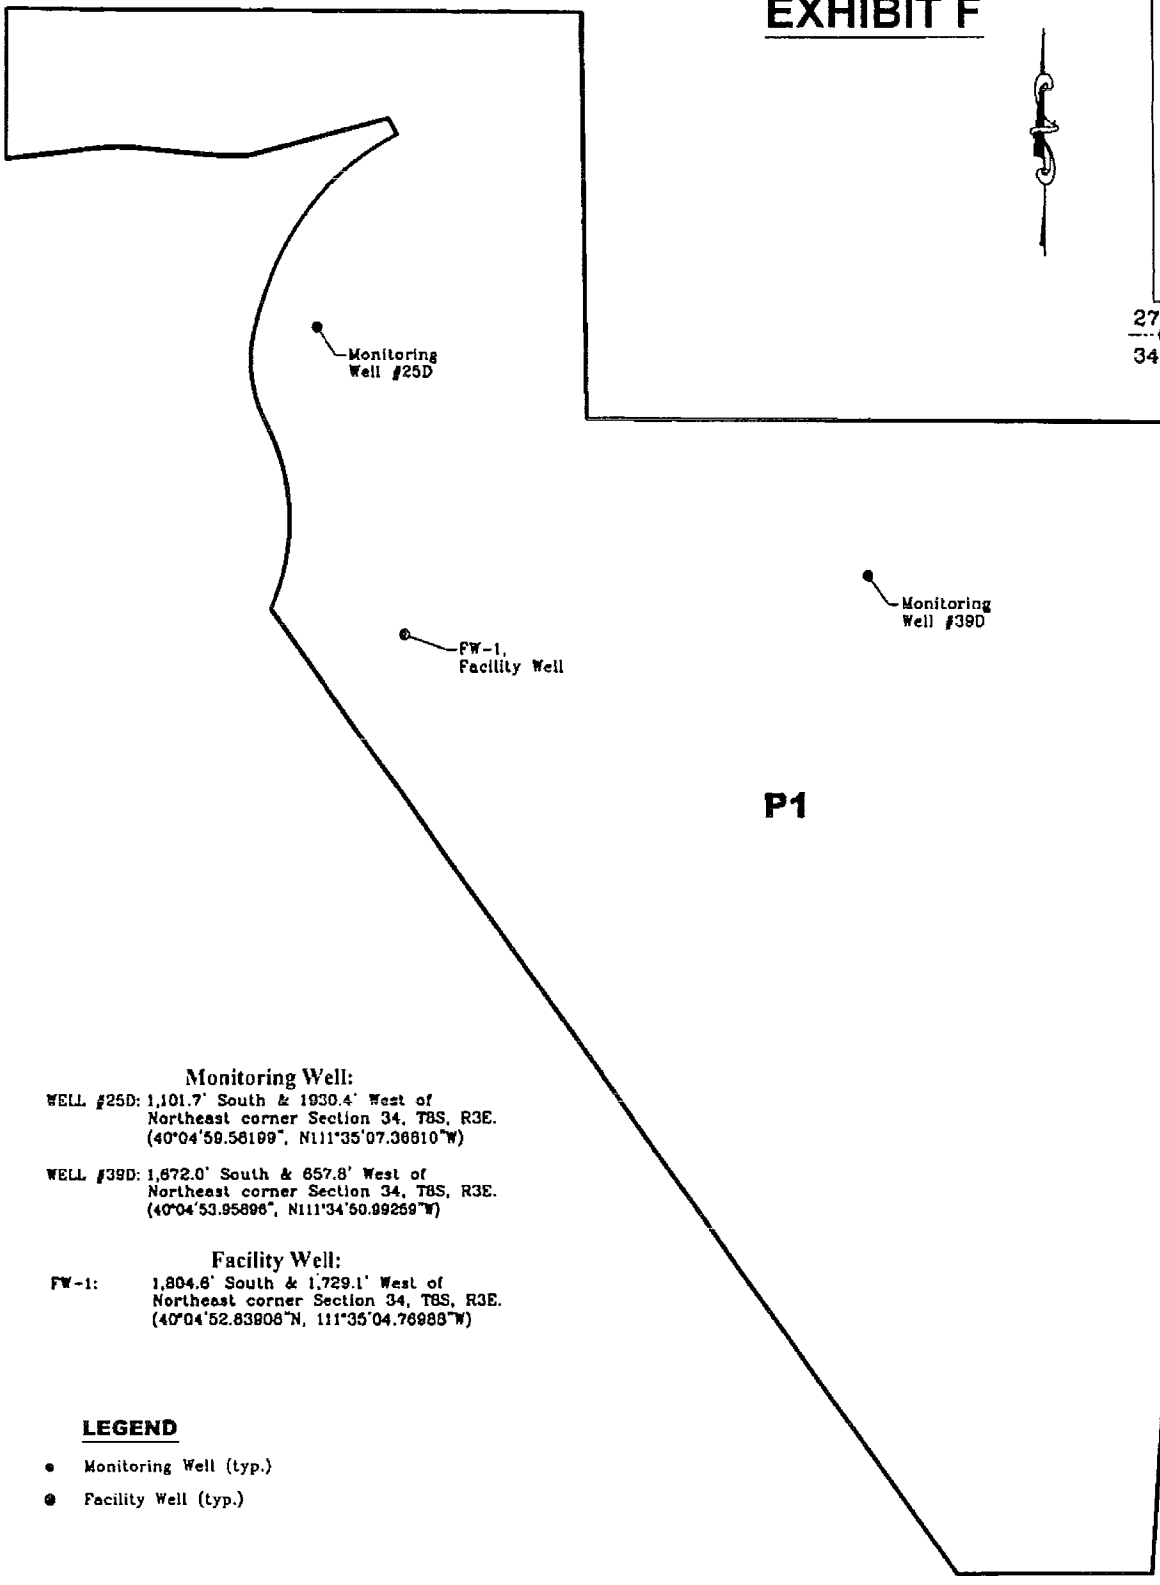 EXHIBIT F
27
34
Monitoring
Well #25D
Monitoring
Well #39D
FW-1,
Facility Well
P1
Monitoring Well:
WELL #25D: 1,101.7' South & 1930.4' West of
Northeast corner Section 34, T8S, R3E.
(40°04'59.58199", N111°35'07.36610"W)
WELL #39D: 1,672.0' South & 657.8' West of
Northeast corner Section 34, T8S, R3E.
(40°04'53.95896", N111°34'50.99269"W)
Facility Well:
FW-1: 1,804.6' South & 1,729.1' West of
Northeast corner Section 34, T8S, R3E.
(40°04'52.63908"N, 111°35'04.76988"W)
LEGEND
Monitoring Well (typ.)
Facility Well (typ.)